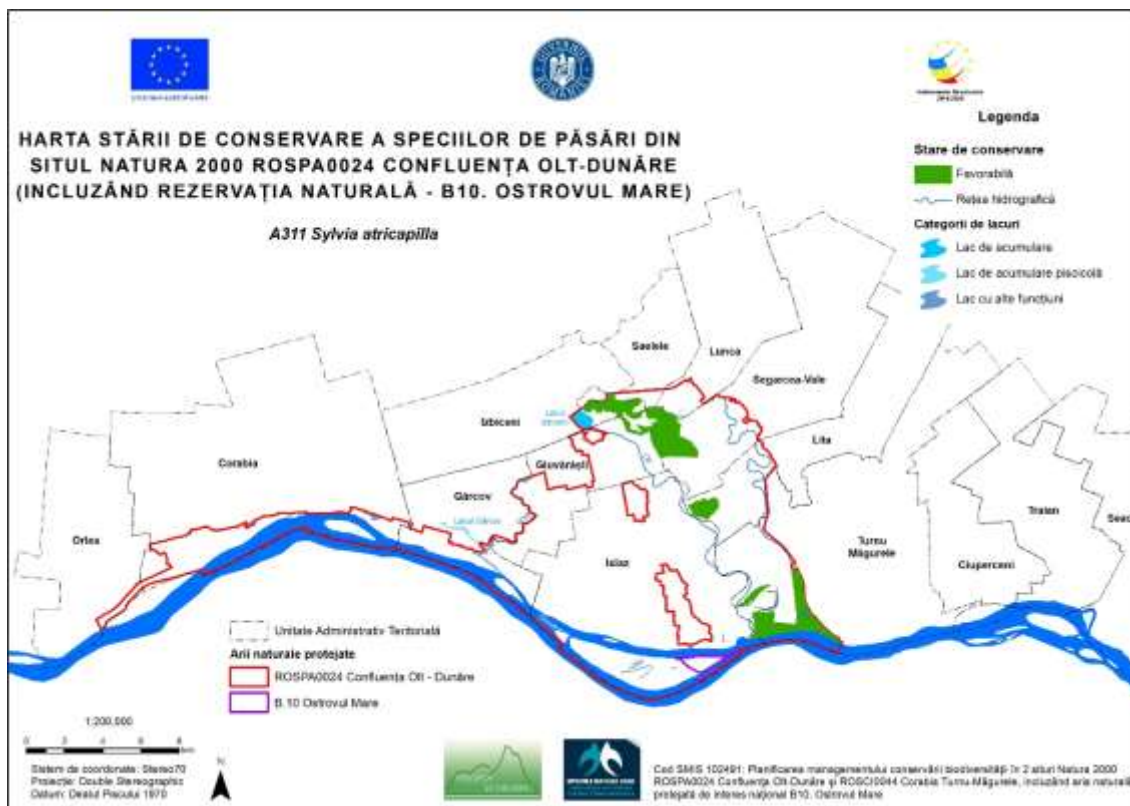 HARTA STĂRII DE CONSERVARE A SPECIILOR DE PĂSĂRI DIN
SITUL NATURA 2000 ROSPA0024 CONFLUENȚA OLT-DUNĂRE
(INCLUZÂND REZERVAȚIA NATURALĂ - B10. OSTROVUL MARE)
A311 Sylvia atricapilla
Legenda
Stare de conservare
Favorabilă
Rețea hidrografică
Categorii de lacuri
Lac de acumulare
Lac de acumulare piscicolă
Lac cu alte funcțiuni
Saelele
Lunca
Segarcea-Vale
Lita
Corabia
Giuvărăști
Gârcov
Orlea
Islaz
Turnu
Măgurele
Ciuperceni
Traian
Unitate Administrativ Teritorială
Arii naturale protejate
ROSPA0024 Confluența Olt - Dunăre
B.10 Ostrovul Mare
1:200,000
0 2 4 6 8
Sistem de coordonate: Stereo70
Proiecție: Double Stereographic
Datum: Dealul Piscului 1970
N
Cod SMIS 102491: Planificarea managementului conservării biodiversității în 2 situri Natura 2000
ROSPA0024 Confluența Olt-Dunăre și ROSCI0044 Corabia Turnu-Măgurele, incluzând aria naturală
protejată de interes național B10. Ostrovul Mare